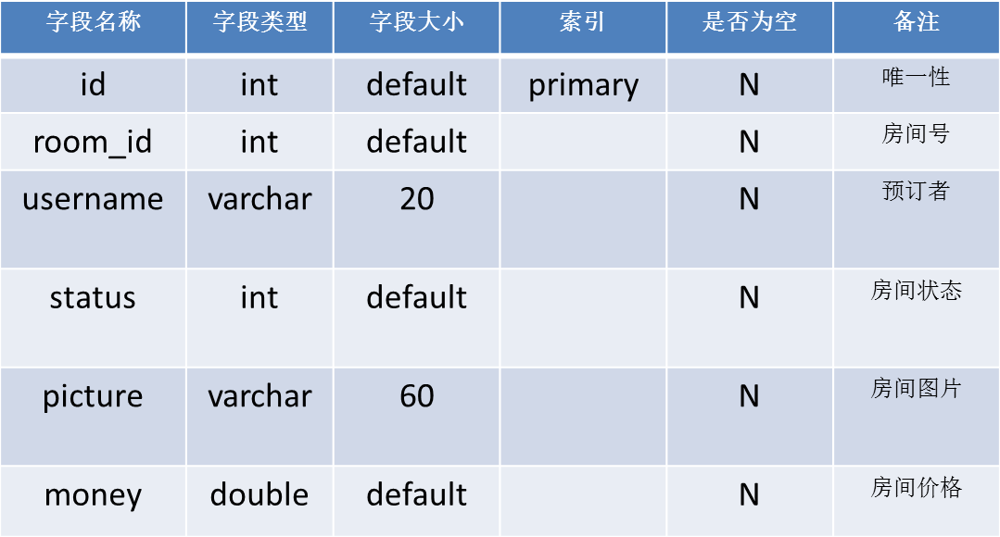 字段名称 字段类型 字段大小 索引 是否为空 备注
id int default primary N 唯一性
room_id int default N 房间号
username varchar 20 N 预订者
status int default N 房间状态
picture varchar 60 N 房间图片
money double default N 房间价格